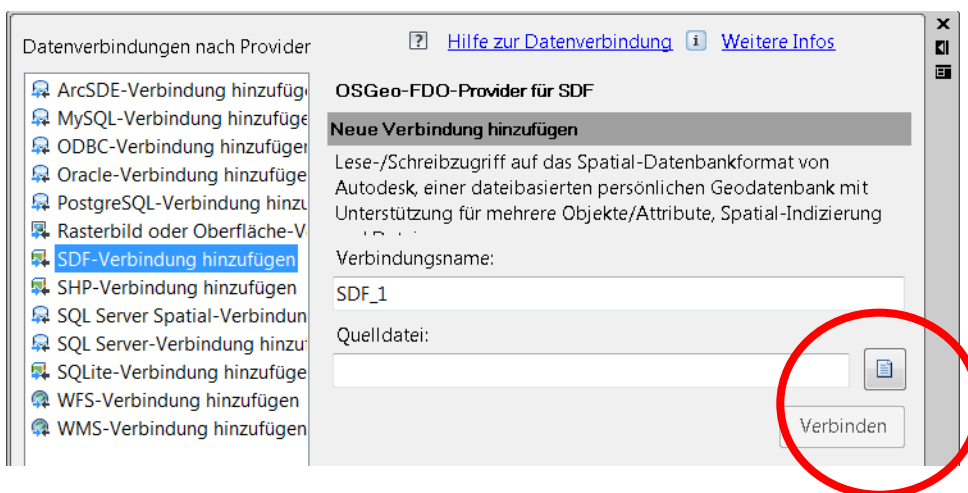 Datenverbindungen nach Provider
Hilfe zur Datenverbindung Weitere Infos
ArcSDE-Verbindung hinzufüg
MySQL-Verbindung hinzufüge
ODBC-Verbindung hinzufüger
Oracle-Verbindung hinzufüge
PostgreSQL-Verbindung hinzu
Rasterbild oder Oberfläche-V
SDF-Verbindung hinzufügen
SHP-Verbindung hinzufügen
SQL Server Spatial-Verbindun
SQL Server-Verbindung hinzu
SQLite-Verbindung hinzufüge
WFS-Verbindung hinzufügen
WMS-Verbindung hinzufügen
OSGeo-FDO-Provider für SDF
Neue Verbindung hinzufügen
Lese-/Schreibzugriff auf das Spatial-Datenbankformat von
Autodesk, einer dateibasierten persönlichen Geodatenbank mit
Unterstützung für mehrere Objekte/Attribute, Spatial-Indizierung
Verbindungsname:
SDF_1
Quelldatei:
Verbinden